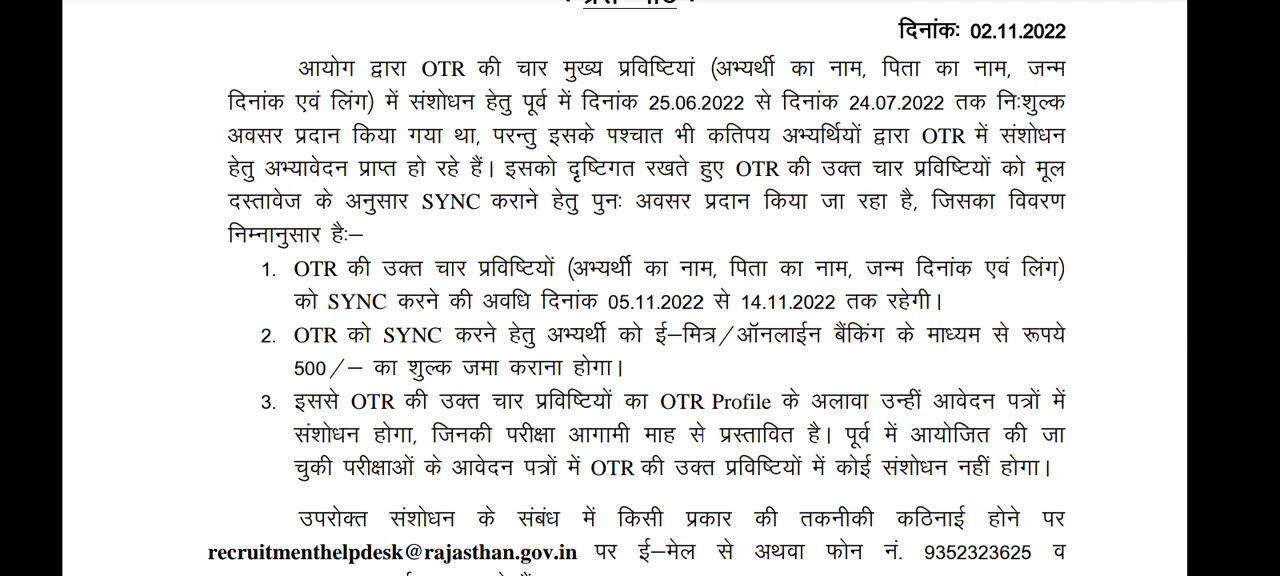 दिनांकः 02.11.2022
आयोग द्वारा OTR की चार मुख्य प्रविष्टियां (अभ्यर्थी का नाम, पिता का नाम, जन्म
दिनांक एवं लिंग) में संशोधन हेतु पूर्व में दिनांक 25.06.2022 से दिनांक 24.07.2022 तक निःशुल्क
अवसर प्रदान किया गया था, परन्तु इसके पश्चात भी कतिपय अभ्यर्थियों द्वारा OTR में संशोधन
हेतु अभ्यावेदन प्राप्त हो रहे हैं। इसको दृष्टिगत रखते हुए OTR की उक्त चार प्रविष्टियों को मूल
दस्तावेज के अनुसार SYNC कराने हेतु पुनः अवसर प्रदान किया जा रहा है, जिसका विवरण
निम्नानुसार हैः–
1. OTR की उक्त चार प्रविष्टियों (अभ्यर्थी का नाम, पिता का नाम, जन्म दिनांक एवं लिंग)
को SYNC करने की अवधि दिनांक 05.11.2022 से 14.11.2022 तक रहेगी।
2. OTR को SYNC करने हेतु अभ्यर्थी को ई–मित्र/ऑनलाईन बैंकिंग के माध्यम से रूपये
500/– का शुल्क जमा कराना होगा।
3. इससे OTR की उक्त चार प्रविष्टियों का OTR Profile के अलावा उन्हीं आवेदन पत्रों में
संशोधन होगा, जिनकी परीक्षा आगामी माह से प्रस्तावित है। पूर्व में आयोजित की जा
चुकी परीक्षाओं के आवेदन पत्रों में OTR की उक्त प्रविष्टियों में कोई संशोधन नहीं होगा।
उपरोक्त संशोधन के संबंध में किसी प्रकार की तकनीकी कठिनाई होने पर
recruitmenthelpdesk@rajasthan.gov.in पर ई–मेल से अथवा फोन नं. 9352323625 व